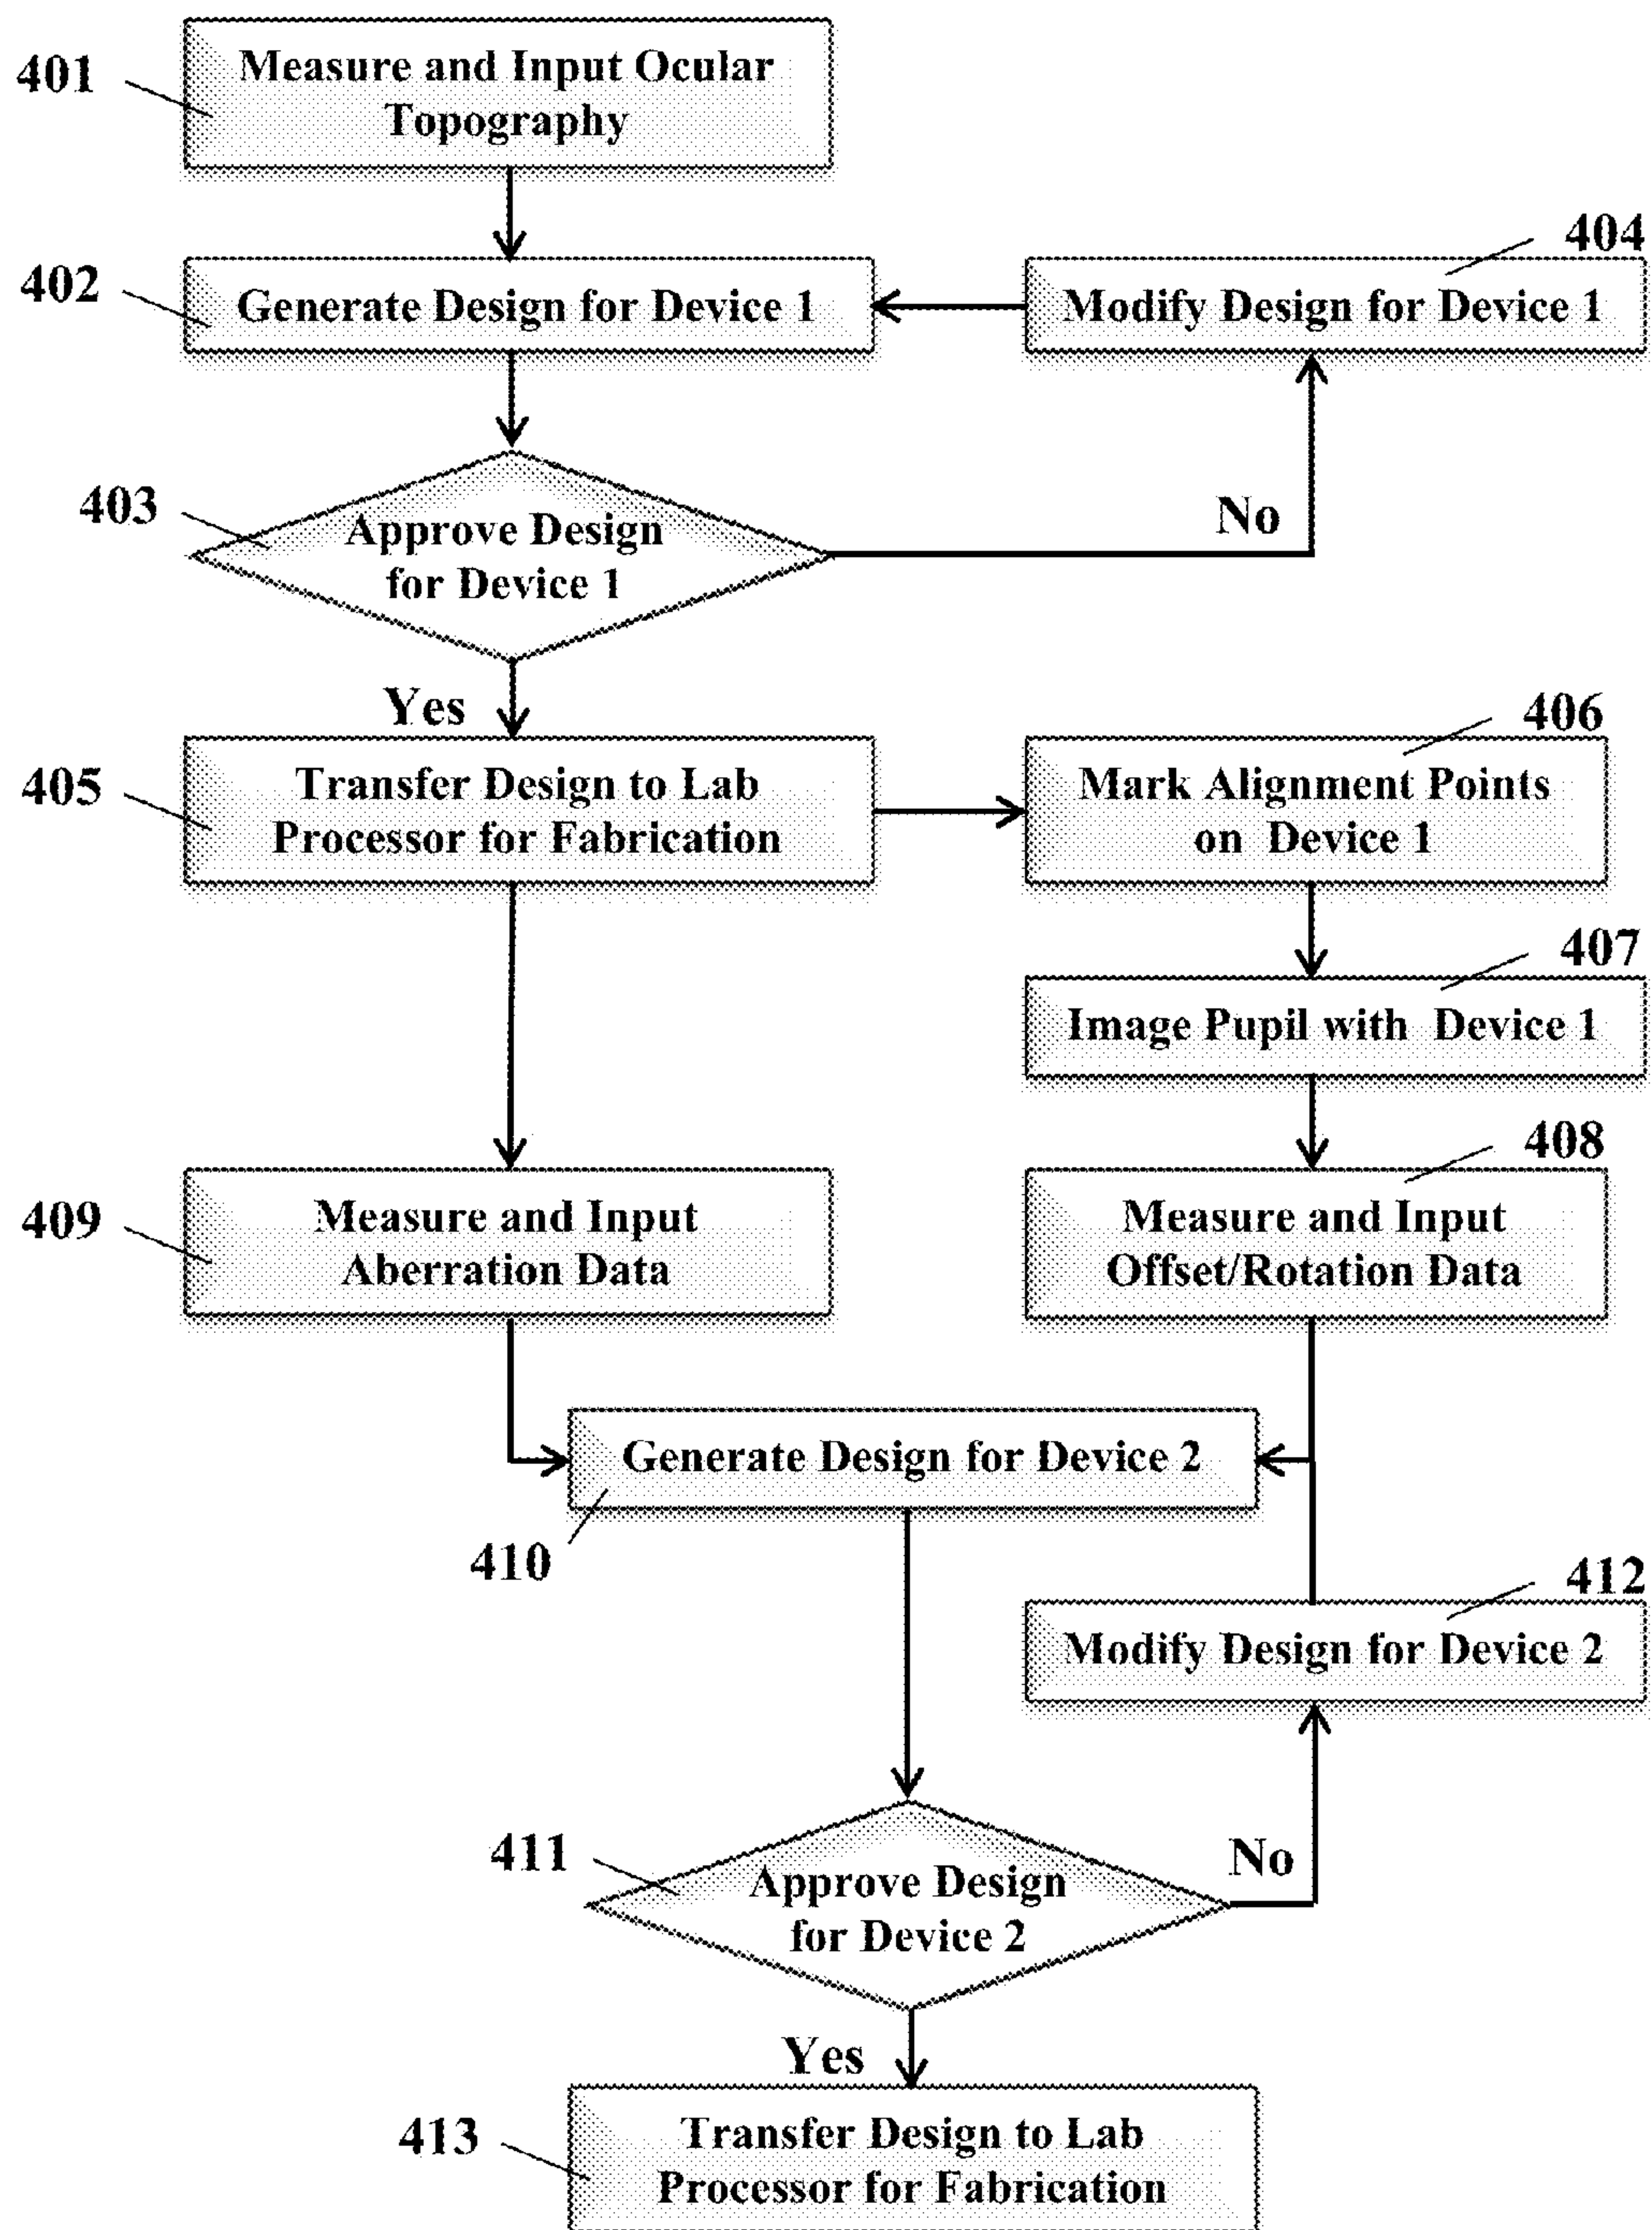 401
Measure and Input Ocular
Topography
404
402
Generate Design for Device 1
Modify Design for Device 1
403
Approve Design
for Device 1
No
Yes
406
405
Transfer Design to Lab
Processor for Fabrication
Mark Alignment Points
on Device 1
407
Image Pupil with Device 1
408
409
Measure and Input
Aberration Data
Measure and Input
Offset/Rotation Data
Generate Design for Device 2
410
412
Modify Design for Device 2
411
Approve Design
for Device 2
No
Yes
413
Transfer Design to Lab
Processor for Fabrication